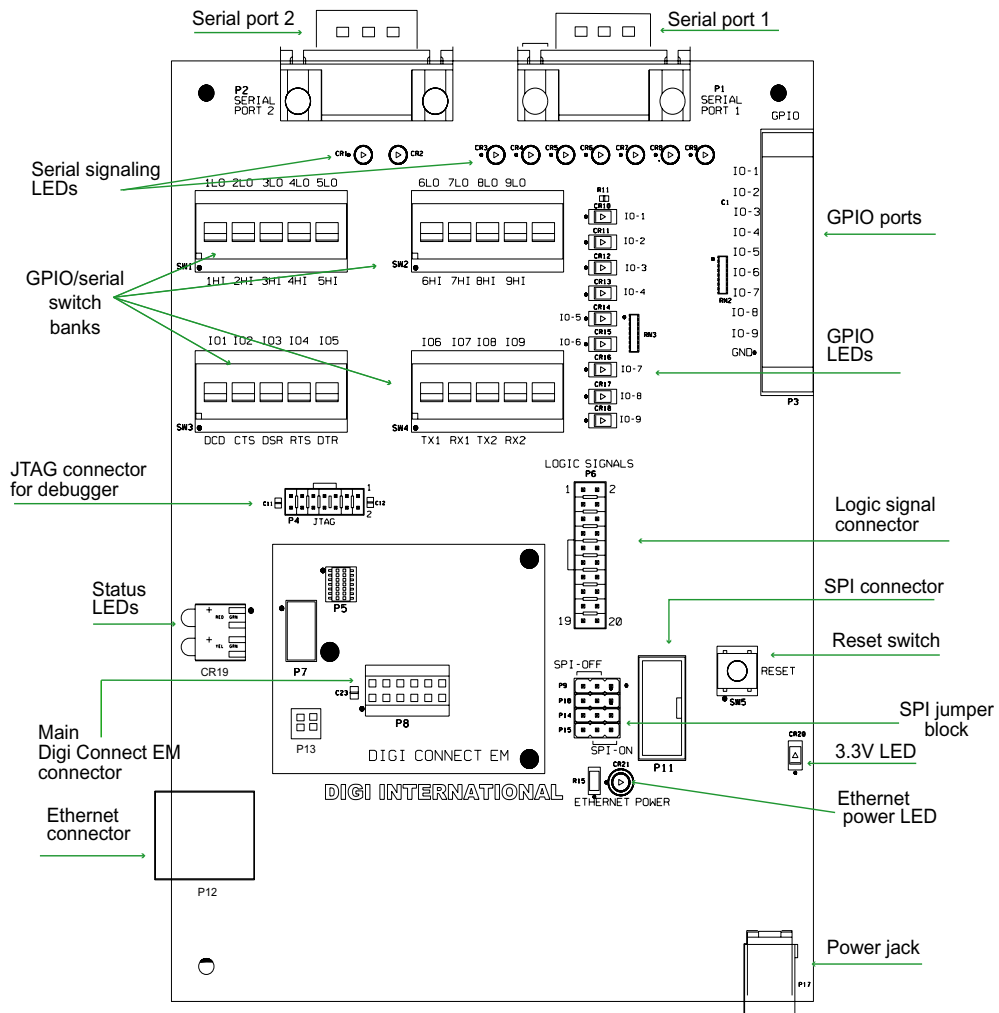 Serial port 2
Serial port 1
P2
SERIAL
PORT 2
P1
SERIAL
PORT 1
GPIO
Serial signaling
LEDs
CR1
CR2
CR3
CR4
CR5
CR6
CR7
CR8
CR9
1LO 2LO 3LO 4LO 5LO
6LO 7LO 8LO 9LO
SW1
SW2
1HI 2HI 3HI 4HI 5HI
6HI 7HI 8HI 9HI
GPIO/serial
switch
banks
R11
CR10
IO-1
CR11
IO-2
CR12
IO-3
CR13
IO-4
CR14
IO-5
CR15
IO-6
CR16
IO-7
CR17
IO-8
CR18
IO-9
RN3
C1
RN2
IO-1
IO-2
IO-3
IO-4
IO-5
IO-6
IO-7
IO-8
IO-9
GND
P3
GPIO ports
GPIO
LEDs
IO1 IO2 IO3 IO4 IO5
IO6 IO7 IO8 IO9
SW3
SW4
DCD CTS DSR RTS DTR
TX1 RX1 TX2 RX2
JTAG connector
for debugger
C11
C12
1
2
P4
JTAG
LOGIC SIGNALS
P6
1
2
19
20
Logic signal
connector
SPI connector
Status
LEDs
+
RED GRN
+
YEL GRN
CR19
P5
P7
C23
P8
P13
DIGI CONNECT EM
DIGI INTERNATIONAL
Main
Digi Connect EM
connector
SPI-OFF
P9
P10
P14
P15
SPI-ON
P11
Reset switch
RESET
SW5
SPI jumper
block
CR20
3.3V LED
R15
CR21
ETHERNET POWER
Ethernet
power LED
Ethernet
connector
P12
Power jack
P17